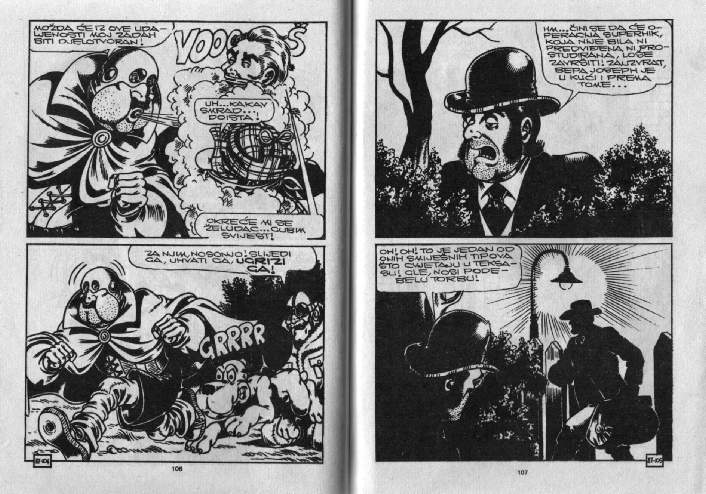 MOŽDA ĆE IZ OVE UDA-
LJENOSTI MOJ ZADAH
BITI DJELOTVORAN!
UH...KAKAV
SMRAD...
DOISTA!
OKREĆE MI SE
ŽELUDAC...GUBIM
SVIJEST!
ZA NJIM, NOSONJO! SLIJEDI
GA, UHVATI GA, UGRIZI
GA!
GRRRR
106
HM... ČINI SE DA ĆE O-
PERACIJA SUPERHIK,
KOJA NIJE BILA NI
PREDVIĐENA NI PRO-
STUDIRANA, LOŠE
ZAVRŠITI! ZAUZVRAT,
BEPA JOSEPH JE
U KUĆI I PREMA
TOME...
OH! OH! TO JE JEDAN OD
ONIH SMIJEŠNIH TIPOVA
ŠTO CVJETAJU U TEKSA-
SU! GLE, NOSI PODE-
BELU TORBU!
107